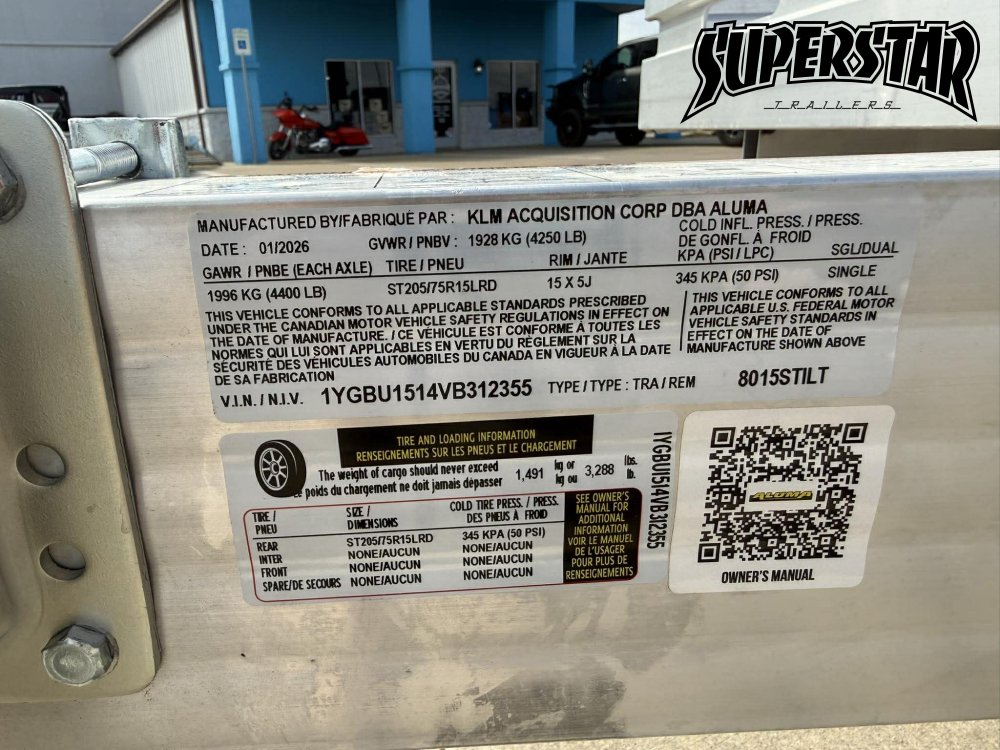 SUPERSTAR
TRAILERS
MANUFACTURED BY/FABRIQUÉ PAR : KLM ACQUISITION CORP DBA ALUMA
DATE : 01/2026 GVWR / PNBV : 1928 KG (4250 LB) COLD INFL. PRESS. / PRESS.
DE GONFL. À FROID
GAWR / PNBE (EACH AXLE) TIRE / PNEU RIM / JANTE KPA (PSI / LPC) SGL/DUAL
1996 KG (4400 LB) ST205/75R15LRD 15 X 5J 345 KPA (50 PSI) SINGLE
THIS VEHICLE CONFORMS TO ALL APPLICABLE STANDARDS PRESCRIBED
UNDER THE CANADIAN MOTOR VEHICLE SAFETY REGULATIONS IN EFFECT ON
THE DATE OF MANUFACTURE. / CE VÉHICULE EST CONFORME À TOUTES LES
NORMES QUI LUI SONT APPLICABLES EN VERTU DU RÈGLEMENT SUR LA
SÉCURITÉ DES VÉHICULES AUTOMOBILES DU CANADA EN VIGUEUR À LA DATE
DE SA FABRICATION
THIS VEHICLE CONFORMS TO ALL
APPLICABLE U.S. FEDERAL MOTOR
VEHICLE SAFETY STANDARDS IN
EFFECT ON THE DATE OF
MANUFACTURE SHOWN ABOVE
V.I.N. / N.I.V. 1YGBU1514VB312355 TYPE / TYPE : TRA / REM 8015STILT
TIRE AND LOADING INFORMATION
RENSEIGNEMENTS SUR LES PNEUS ET LE CHARGEMENT
The weight of cargo should never exceed 1,491 kg or 3,288 lbs.
Le poids du chargement ne doit jamais dépasser kg ou lb.
TIRE / SIZE / COLD TIRE PRESS. / PRESS.
PNEU DIMENSIONS DES PNEUS À FROID
REAR ST205/75R15LRD 345 KPA (50 PSI)
INTER NONE/AUCUN NONE/AUCUN
FRONT NONE/AUCUN NONE/AUCUN
SPARE/DE SECOURS NONE/AUCUN NONE/AUCUN
SEE OWNER'S
MANUAL FOR
ADDITIONAL
INFORMATION
VOIR LE MANUEL
DE L'USAGER
POUR PLUS DE
RENSEIGNEMENTS
1YGBU1514VB312355
ALUMA
OWNER'S MANUAL